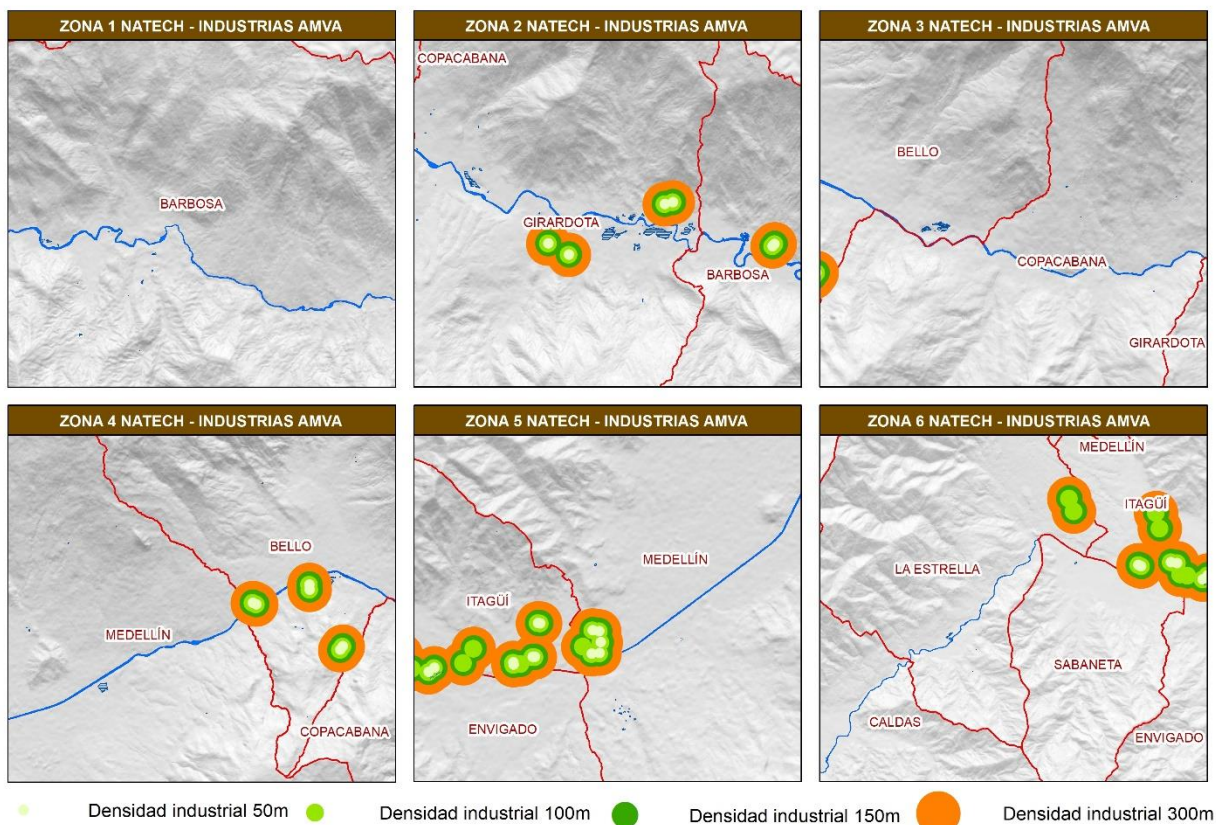 ZONA 1 NATECH - INDUSTRIAS AMVA
BARBOSA
ZONA 2 NATECH - INDUSTRIAS AMVA
COPACABANA
GIRARDOTA
BARBOSA
ZONA 3 NATECH - INDUSTRIAS AMVA
BELLO
COPACABANA
GIRARDOTA
ZONA 4 NATECH - INDUSTRIAS AMVA
BELLO
MEDELLÍN
COPACABANA
ZONA 5 NATECH - INDUSTRIAS AMVA
MEDELLÍN
ITAGÜÍ
ENVIGADO
ZONA 6 NATECH - INDUSTRIAS AMVA
MEDELLÍN
ITAGÜÍ
LA ESTRELLA
SABANETA
CALDAS
ENVIGADO
Densidad industrial 50m
Densidad industrial 100m
Densidad industrial 150m
Densidad industrial 300m